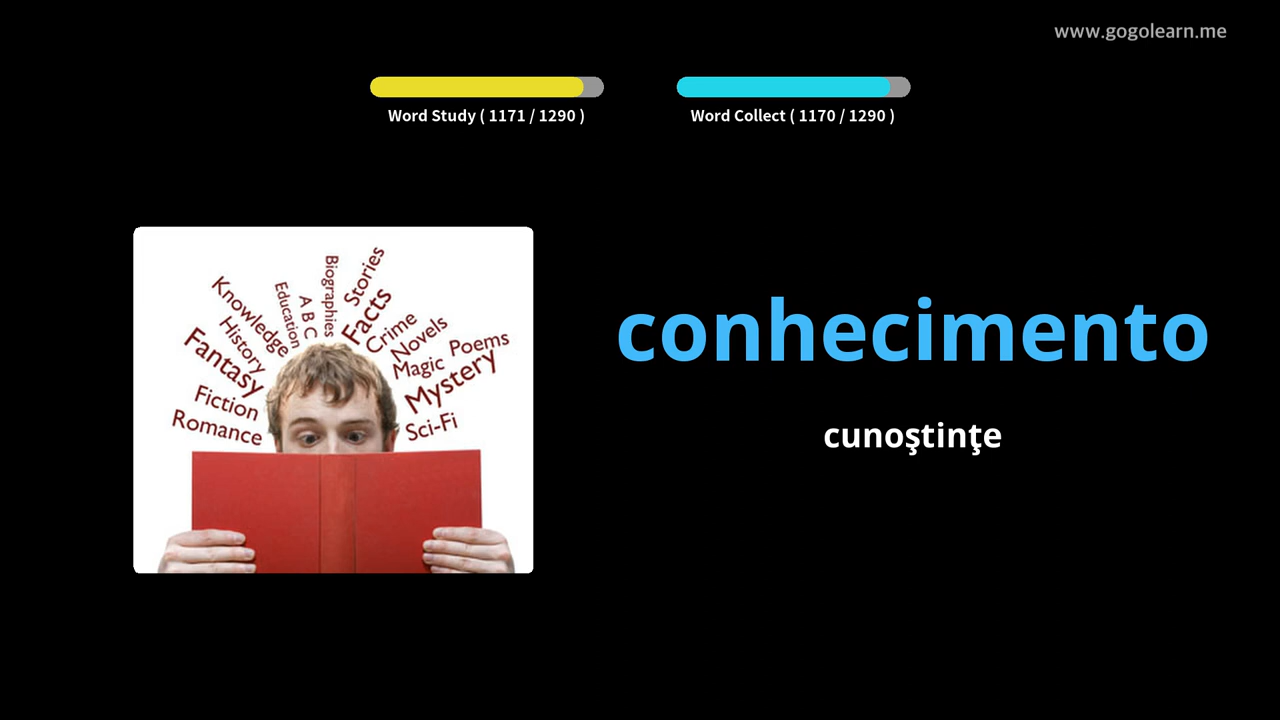 www.gogolearn.me
Word Study ( 1171 / 1290 )
Word Collect ( 1170 / 1290 )
Knowledge
Education
A B C
Biographies
Stories
Facts
History
Crime
Novels
Fantasy
Magic
Poems
Mystery
Fiction
Romance
Sci-Fi
conhecimento
cunoştinţe